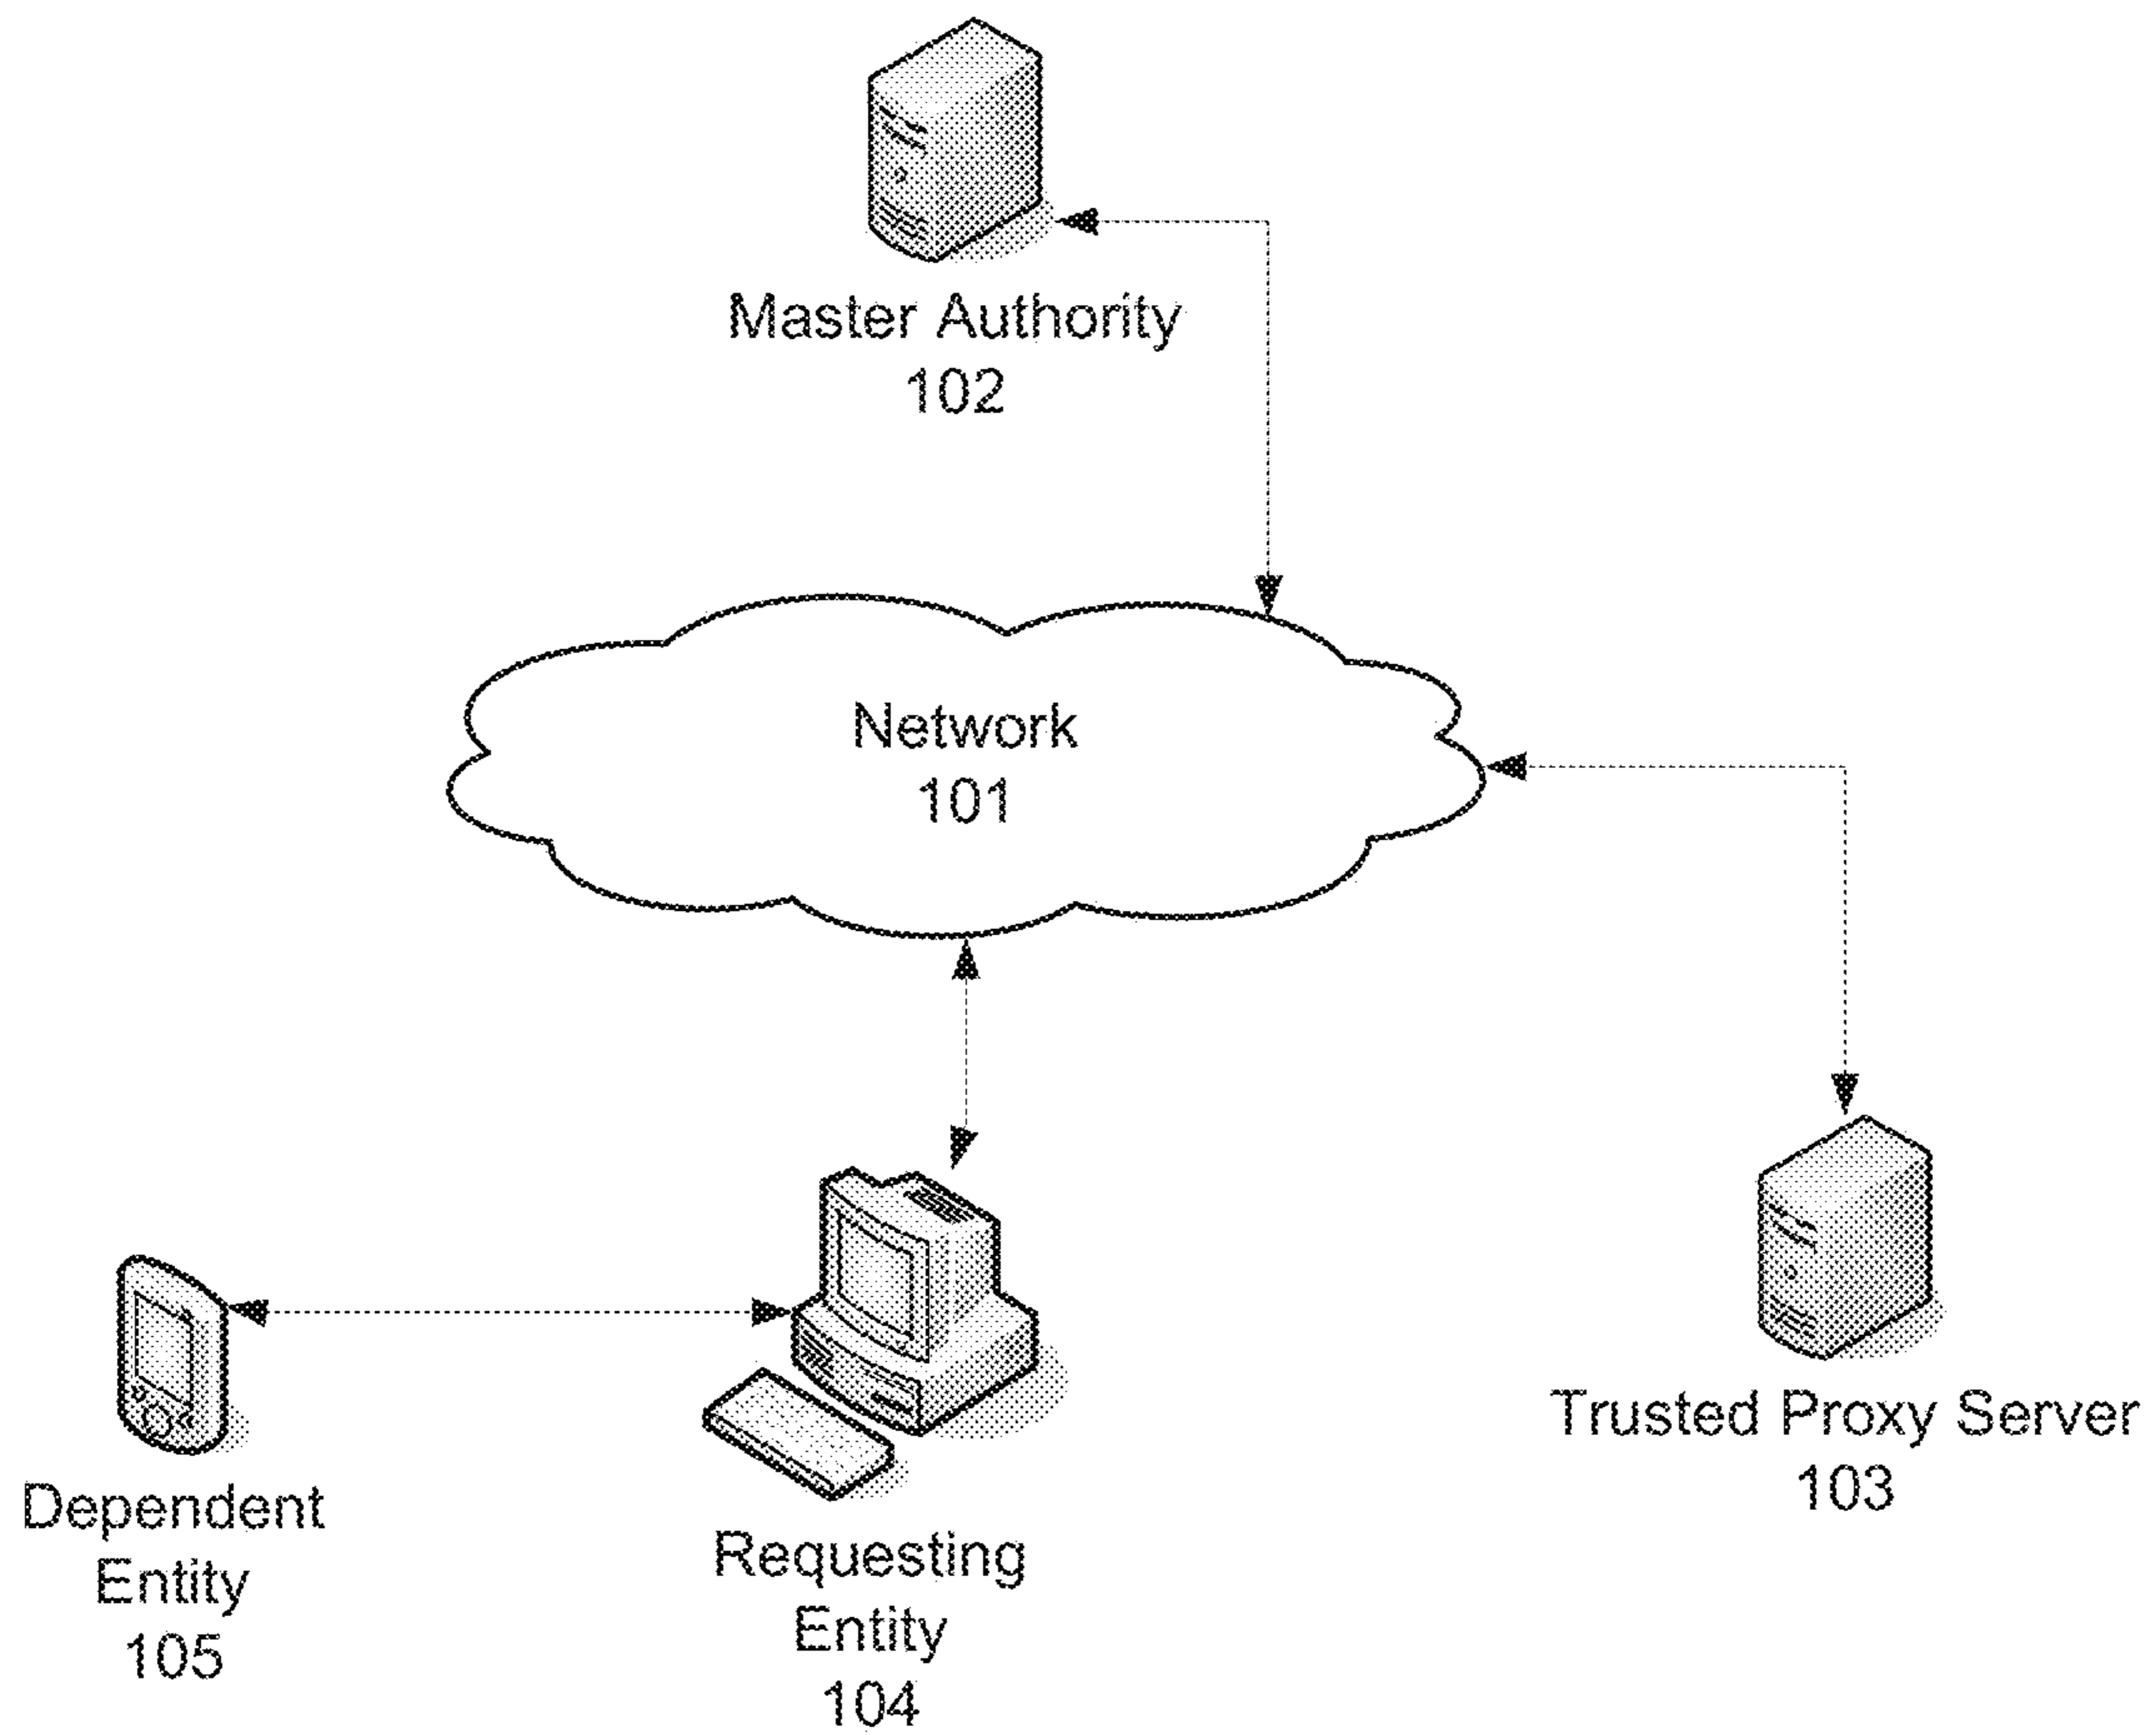 Master Authority
102
Network
101
Trusted Proxy Server
103
Dependent
Entity
105
Requesting
Entity
104